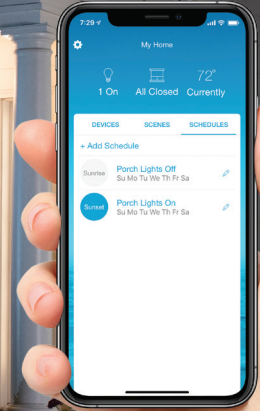 7:29
My Home
1 On
All Closed
72°
Currently
DEVICES
SCENES
SCHEDULES
+ Add Schedule
Sunrise
Porch Lights Off
Su Mo Tu We Th Fr Sa
Sunset
Porch Lights On
Su Mo Tu We Th Fr Sa